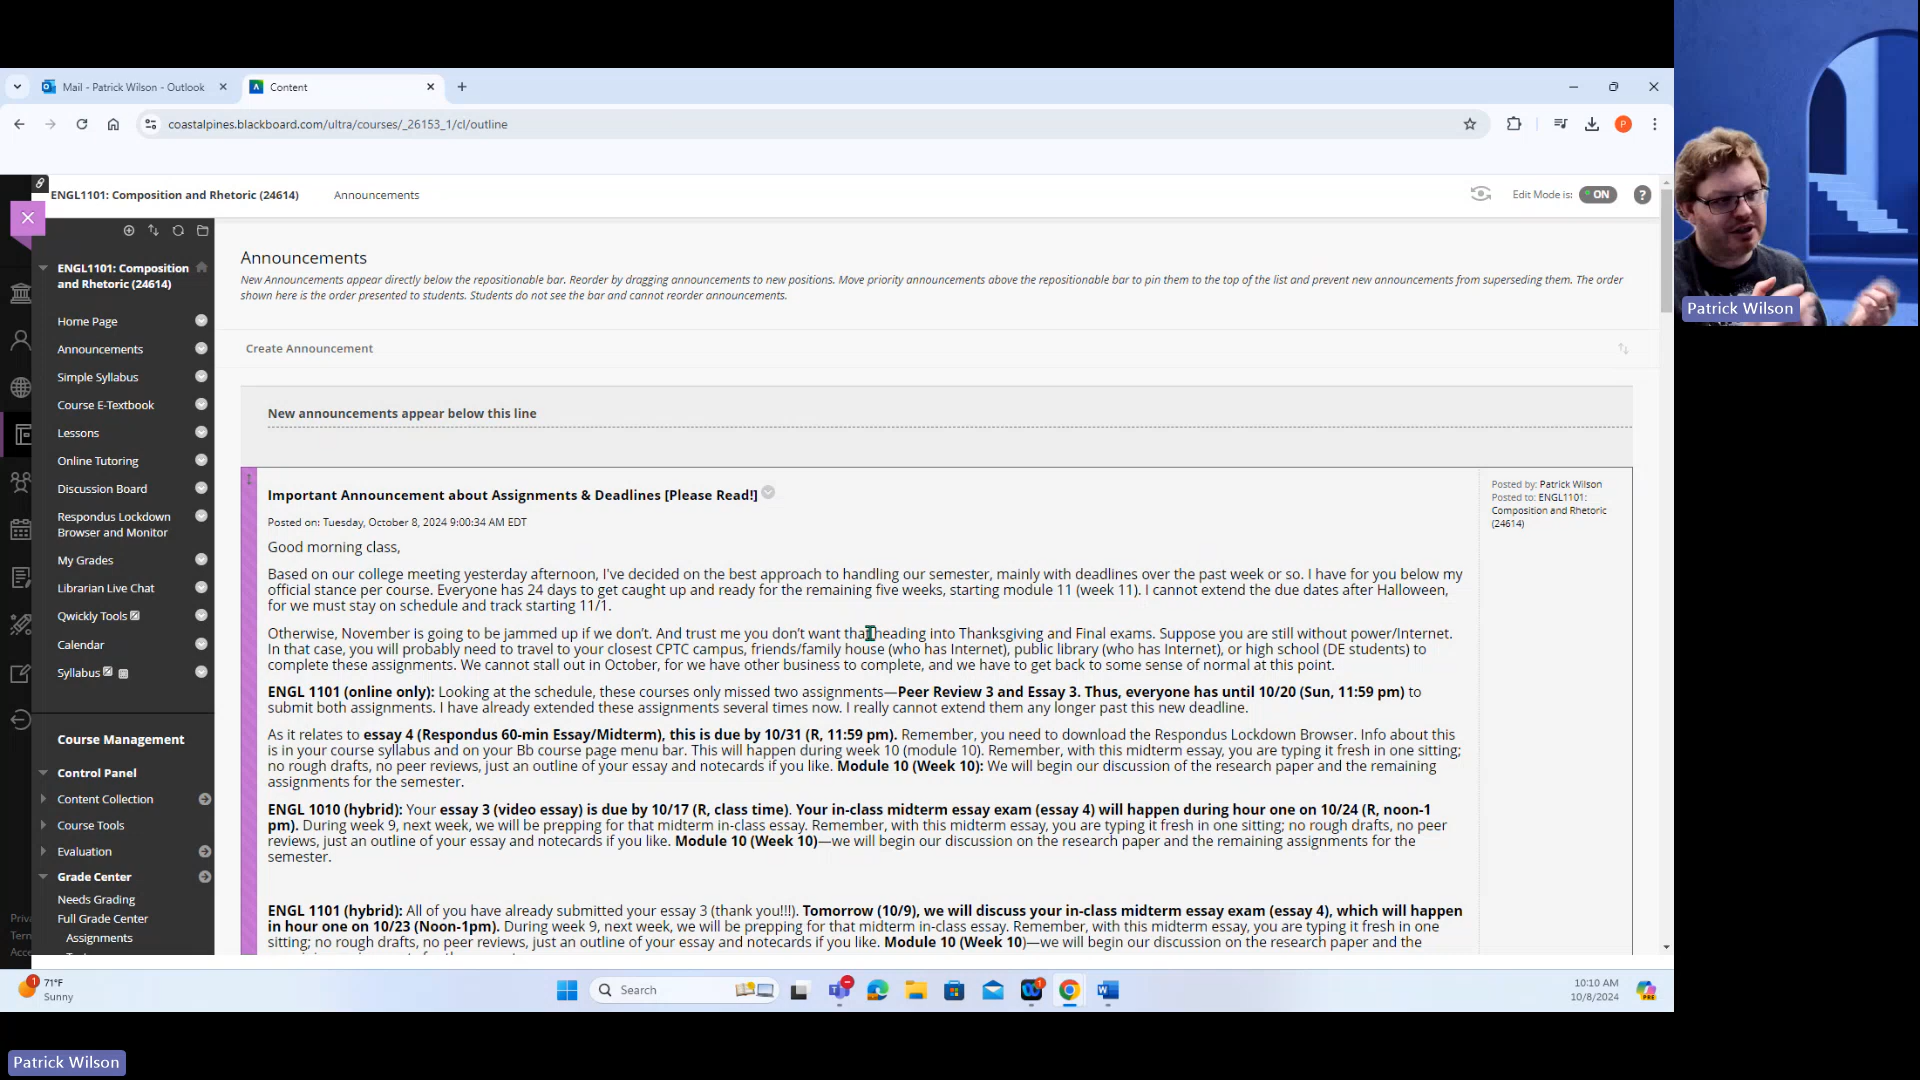 Mail - Patrick Wilson - Outlook
Content
coastalpines.blackboard.com/ultra/courses/_26153_1/cl/outline
P
ENGL1101: Composition and Rhetoric (24614)
Announcements
Edit Mode is:
ON
?
ENGL1101: Composition
and Rhetoric (24614)
Home Page
Announcements
Simple Syllabus
Course E-Textbook
Lessons
Online Tutoring
Discussion Board
Respondus Lockdown
Browser and Monitor
My Grades
Librarian Live Chat
Qwickly Tools
Calendar
Syllabus
Course Management
Control Panel
Content Collection
Course Tools
Evaluation
Grade Center
Needs Grading
Full Grade Center
Assignments
Priva
Term
Acce
Announcements
New Announcements appear directly below the repositionable bar. Reorder by dragging announcements to new positions. Move priority announcements above the repositionable bar to pin them to the top of the list and prevent new announcements from superseding them. The order
shown here is the order presented to students. Students do not see the bar and cannot reorder announcements.
Create Announcement
New announcements appear below this line
Important Announcement about Assignments & Deadlines [Please Read!]
Posted on: Tuesday, October 8, 2024 9:00:34 AM EDT
Posted by: Patrick Wilson
Posted to: ENGL1101:
Composition and Rhetoric
(24614)
Good morning class,
Based on our college meeting yesterday afternoon, I've decided on the best approach to handling our semester, mainly with deadlines over the past week or so. I have for you below my
official stance per course. Everyone has 24 days to get caught up and ready for the remaining five weeks, starting module 11 (week 11). I cannot extend the due dates after Halloween,
for we must stay on schedule and track starting 11/1.
Otherwise, November is going to be jammed up if we don't. And trust me you don't want that heading into Thanksgiving and Final exams. Suppose you are still without power/Internet.
In that case, you will probably need to travel to your closest CPTC campus, friends/family house (who has Internet), public library (who has Internet), or high school (DE students) to
complete these assignments. We cannot stall out in October, for we have other business to complete, and we have to get back to some sense of normal at this point.
ENGL 1101 (online only): Looking at the schedule, these courses only missed two assignments—Peer Review 3 and Essay 3. Thus, everyone has until 10/20 (Sun, 11:59 pm) to
submit both assignments. I have already extended these assignments several times now. I really cannot extend them any longer past this new deadline.
As it relates to essay 4 (Respondus 60-min Essay/Midterm), this is due by 10/31 (R, 11:59 pm). Remember, you need to download the Respondus Lockdown Browser. Info about this
is in your course syllabus and on your Bb course page menu bar. This will happen during week 10 (module 10). Remember, with this midterm essay, you are typing it fresh in one sitting;
no rough drafts, no peer reviews, just an outline of your essay and notecards if you like. Module 10 (Week 10): We will begin our discussion of the research paper and the remaining
assignments for the semester.
ENGL 1010 (hybrid): Your essay 3 (video essay) is due by 10/17 (R, class time). Your in-class midterm essay exam (essay 4) will happen during hour one on 10/24 (R, noon-1
pm). During week 9, next week, we will be prepping for that midterm in-class essay. Remember, with this midterm essay, you are typing it fresh in one sitting; no rough drafts, no peer
reviews, just an outline of your essay and notecards if you like. Module 10 (Week 10)—we will begin our discussion on the research paper and the remaining assignments for the
semester.
ENGL 1101 (hybrid): All of you have already submitted your essay 3 (thank you!!!). Tomorrow (10/9), we will discuss your in-class midterm essay exam (essay 4), which will happen
in hour one on 10/23 (Noon-1pm). During week 9, next week, we will be prepping for that midterm in-class essay. Remember, with this midterm essay, you are typing it fresh in one
sitting; no rough drafts, no peer reviews, just an outline of your essay and notecards if you like. Module 10 (Week 10)—we will begin our discussion on the research paper and the
Patrick Wilson
1
71°F
Sunny
Search
1
10:10 AM
10/8/2024
PRE
Patrick Wilson